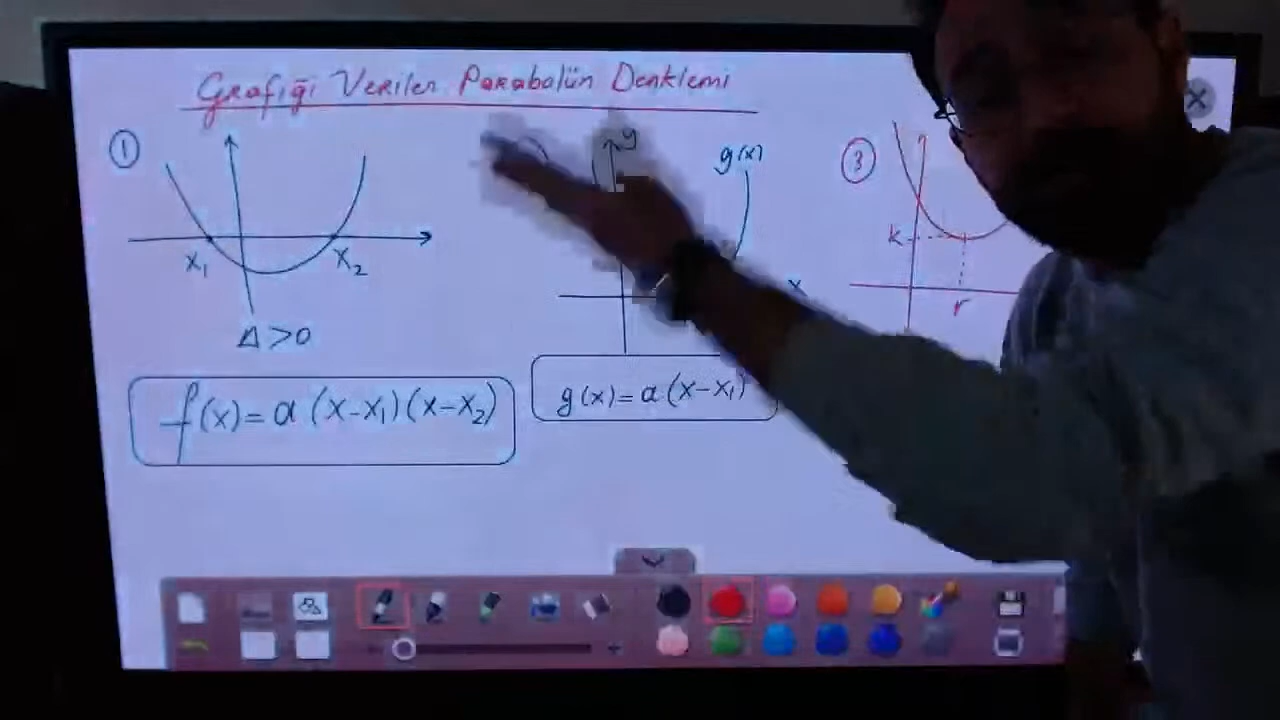 Grafiği Verilen Parabolün Denklemi
①
x₁
x₂
Δ>0
f(x)=a(x-x₁)(x-x₂)
y
g(x)
x
g(x)=a(x-x₁)
③
k
r